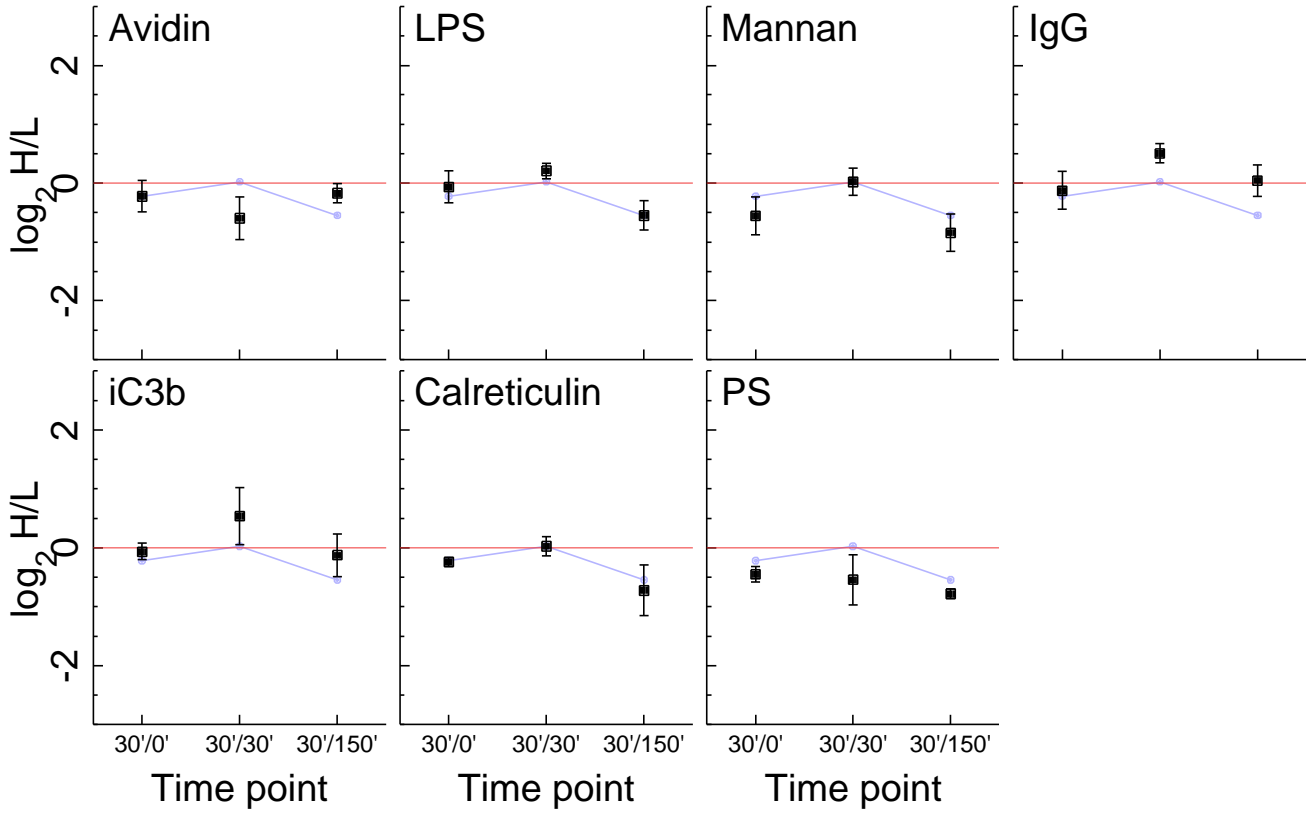 Avidin
LPS
Mannan
IgG
log2 H/L
2
0
-2
iC3b
Calreticulin
PS
log2 H/L
2
0
-2
30'/0' 30'/30' 30'/150'
30'/0' 30'/30' 30'/150'
30'/0' 30'/30' 30'/150'
Time point
Time point
Time point